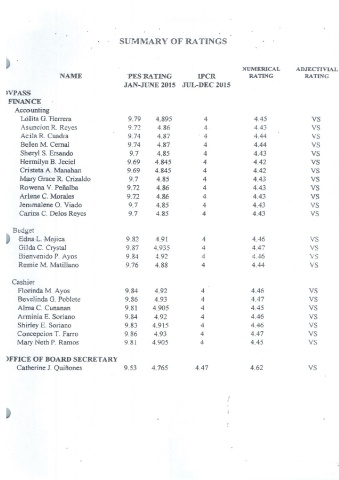 SUMMARY OF RATINGS
NUMERICAL ADJECTIVAL
NAME PES RATING IPCR RATING RATING
JAN-JUNE 2015 JUL-DEC 2015
OVPASS
FINANCE
Accounting
Lolita G. Herrera 9.79 4.895 4 4.45 VS
Asuncion R. Reyes 9.72 4.86 4 4.43 VS
Acila R. Cuadra 9.74 4.87 4 4.44 VS
Belen M. Cernal 9.74 4.87 4 4.44 VS
Sheryl S. Ersando 9.7 4.85 4 4.43 VS
Hermilyn B. Jeciel 9.69 4.845 4 4.42 VS
Cristeta A. Manahan 9.69 4.845 4 4.42 VS
Mary Grace R. Crizaldo 9.7 4.85 4 4.43 VS
Rowena V. Peñalba 9.72 4.86 4 4.43 VS
Arlene C. Morales 9.72 4.86 4 4.43 VS
Jensmalene O. Viado 9.7 4.85 4 4.43 VS
Carina C. Delos Reyes 9.7 4.85 4 4.43 VS
Budget
Edna L. Mojica 9.82 4.91 4 4.46 VS
Gilda C. Crystal 9.87 4.935 4 4.47 VS
Bienvenido P. Ayos 9.84 4.92 4 4.46 VS
Remie M. Matillano 9.76 4.88 4 4.44 VS
Cashier
Florinda M. Ayos 9.84 4.92 4 4.46 VS
Bevelinda G. Poblete 9.86 4.93 4 4.47 VS
Alma C. Cunanan 9.81 4.905 4 4.45 VS
Arminia E. Soriano 9.84 4.92 4 4.46 VS
Shirley E. Soriano 9.83 4.915 4 4.46 VS
Concepcion T. Farro 9.86 4.93 4 4.47 VS
Mary Neth P. Ramos 9.81 4.905 4 4.45 VS
OFFICE OF BOARD SECRETARY
Catherine J. Quiñones 9.53 4.765 4.47 4.62 VS